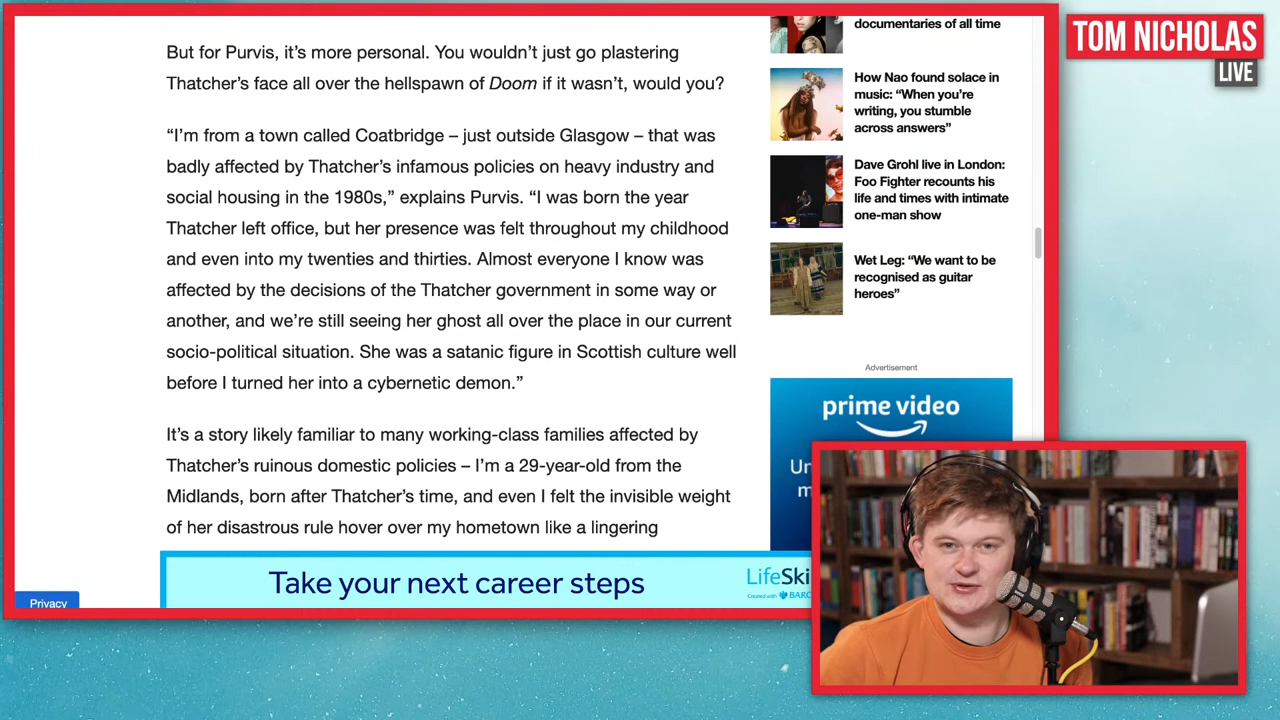 But for Purvis, it’s more personal. You wouldn’t just go plastering
Thatcher’s face all over the hellspawn of Doom if it wasn’t, would you?
“I’m from a town called Coatbridge – just outside Glasgow – that was
badly affected by Thatcher’s infamous policies on heavy industry and
social housing in the 1980s,” explains Purvis. “I was born the year
Thatcher left office, but her presence was felt throughout my childhood
and even into my twenties and thirties. Almost everyone I know was
affected by the decisions of the Thatcher government in some way or
another, and we’re still seeing her ghost all over the place in our current
socio-political situation. She was a satanic figure in Scottish culture well
before I turned her into a cybernetic demon.”
It’s a story likely familiar to many working-class families affected by
Thatcher’s ruinous domestic policies – I’m a 29-year-old from the
Midlands, born after Thatcher’s time, and even I felt the invisible weight
of her disastrous rule hover over my hometown like a lingering
documentaries of all time
How Nao found solace in
music: “When you’re
writing, you stumble
across answers”
Dave Grohl live in London:
Foo Fighter recounts his
life and times with intimate
one-man show
Wet Leg: “We want to be
recognised as guitar
heroes”
Advertisement
prime video
Take your next career steps
LifeSki
Created with BARC
Privacy
TOM NICHOLAS
LIVE